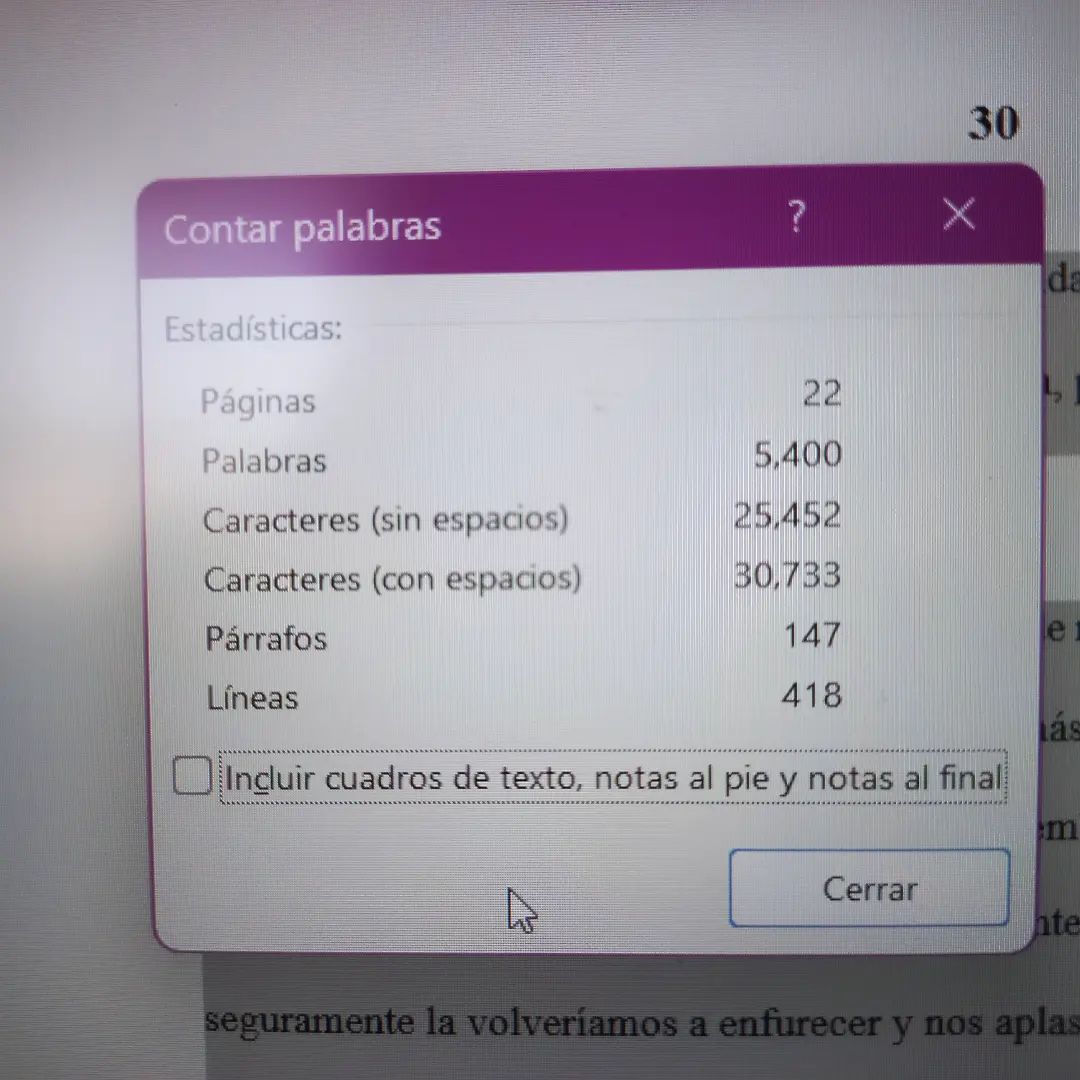 30
Contar palabras ? X
Estadísticas:
Páginas 22
Palabras 5,400
Caracteres (sin espacios) 25,452
Caracteres (con espacios) 30,733
Párrafos 147
Líneas 418
Incluir cuadros de texto, notas al pie y notas al final
Cerrar
seguramente la volveríamos a enfurecer y nos aplas